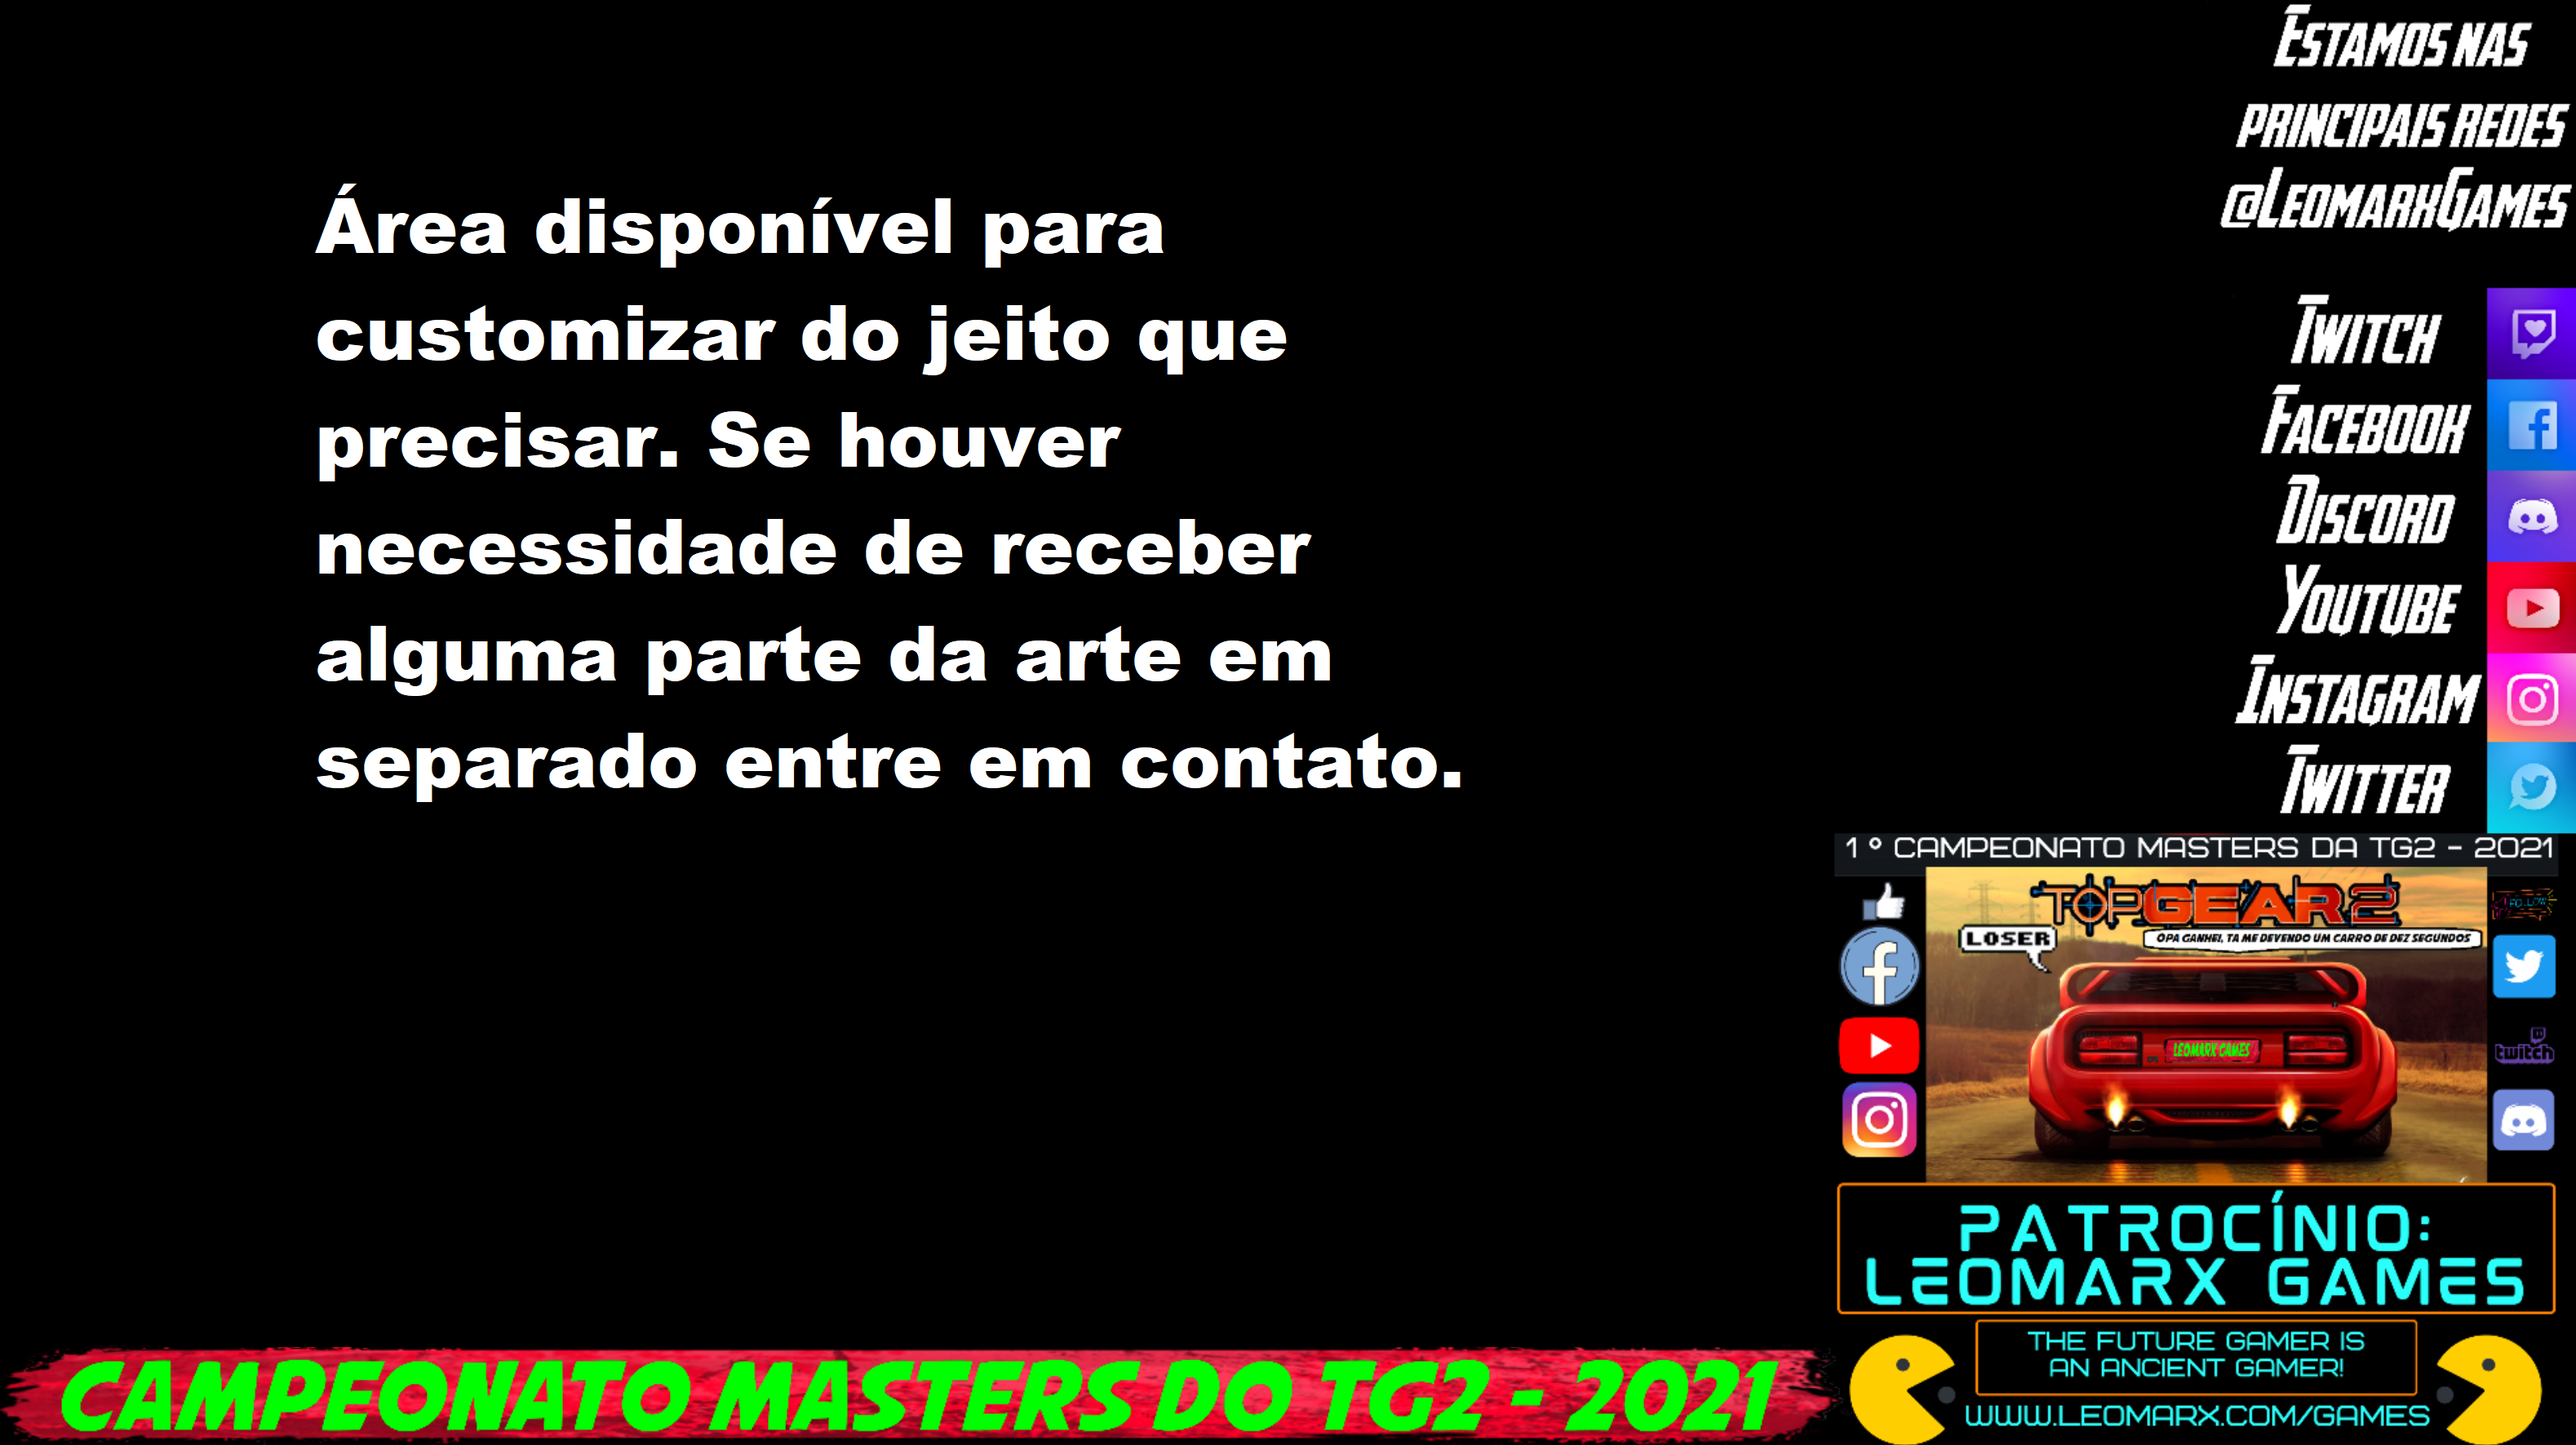 Estamos nas
principais redes
@LeomarxGames
Área disponível para
customizar do jeito que
precisar. Se houver
necessidade de receber
alguma parte da arte em
separado entre em contato.
Twitch
Facebook
Discord
Youtube
Instagram
Twitter
1º CAMPEONATO MASTERS DA TG2 - 2021
TOP GEAR 2
LOSER
OPA GANHEI, TA ME DEVENDO UM CARRO DE DEZ SEGUNDOS
FOLLOW
LEOMARX GAMES
twitch
PATROCÍNIO:
LEOMARX GAMES
THE FUTURE GAMER IS
AN ANCIENT GAMER!
WWW.LEOMARX.COM/GAMES
CAMPEONATO MASTERS DO TG2 - 2021